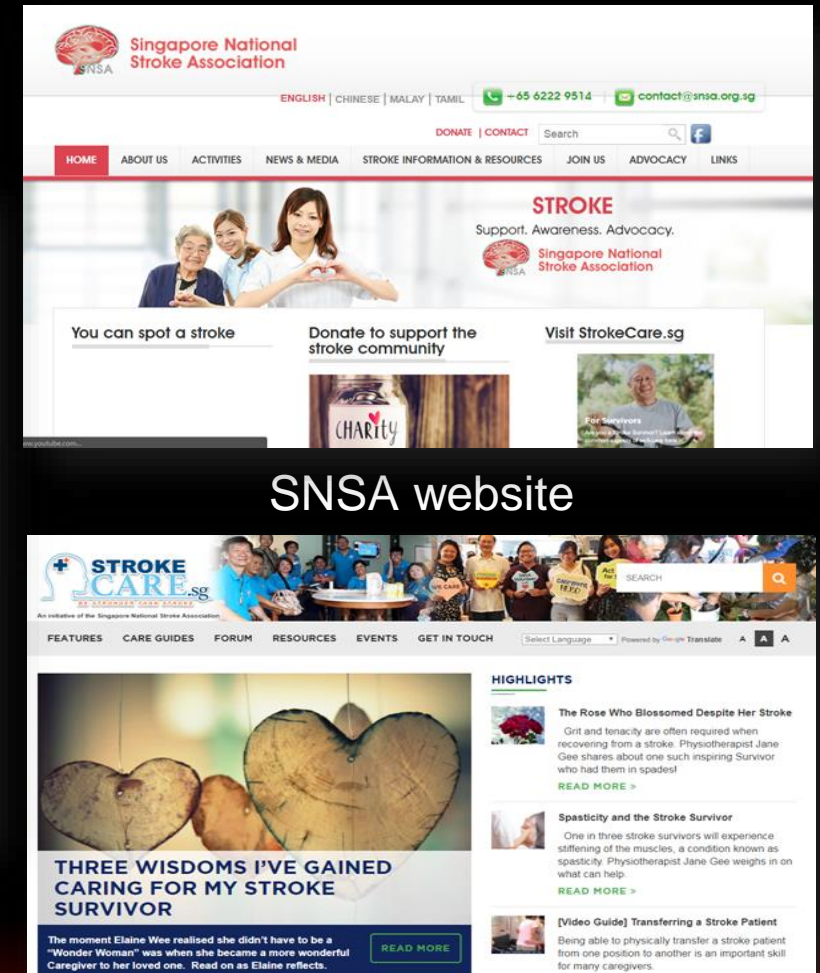 SNSA
Singapore National
Stroke Association
ENGLISH | CHINESE | MALAY | TAMIL
+65 6222 9514
contact@snsa.org.sg
DONATE | CONTACT
Search
HOME
ABOUT US
ACTIVITIES
NEWS & MEDIA
STROKE INFORMATION & RESOURCES
JOIN US
ADVOCACY
LINKS
STROKE
Support. Awareness. Advocacy.
SNSA
Singapore National
Stroke Association
You can spot a stroke
Donate to support the
stroke community
Visit StrokeCare.sg
CHARITY
For Survivors
ww.youtube.com...
SNSA website
STROKE
CARE.sg
BE STRONGER THAN STROKE
An initiative of the Singapore National Stroke Association
SEARCH
FEATURES
CARE GUIDES
FORUM
RESOURCES
EVENTS
GET IN TOUCH
Select Language
Powered by Google Translate
A A A
THREE WISDOMS I'VE GAINED
CARING FOR MY STROKE
SURVIVOR
The moment Elaine Wee realised she didn't have to be a
"Wonder Woman" was when she became a more wonderful
Caregiver to her loved one. Read on as Elaine reflects.
READ MORE
HIGHLIGHTS
The Rose Who Blossomed Despite Her Stroke
Grit and tenacity are often required when
recovering from a stroke. Physiotherapist Jane
Gee shares about one such inspiring Survivor
who had them in spades!
READ MORE >
Spasticity and the Stroke Survivor
One in three stroke survivors will experience
stiffening of the muscles, a condition known as
spasticity. Physiotherapist Jane Gee weighs in on
what can help.
READ MORE >
[Video Guide] Transferring a Stroke Patient
Being able to physically transfer a stroke patient
from one position to another is an important skill
for many caregivers.